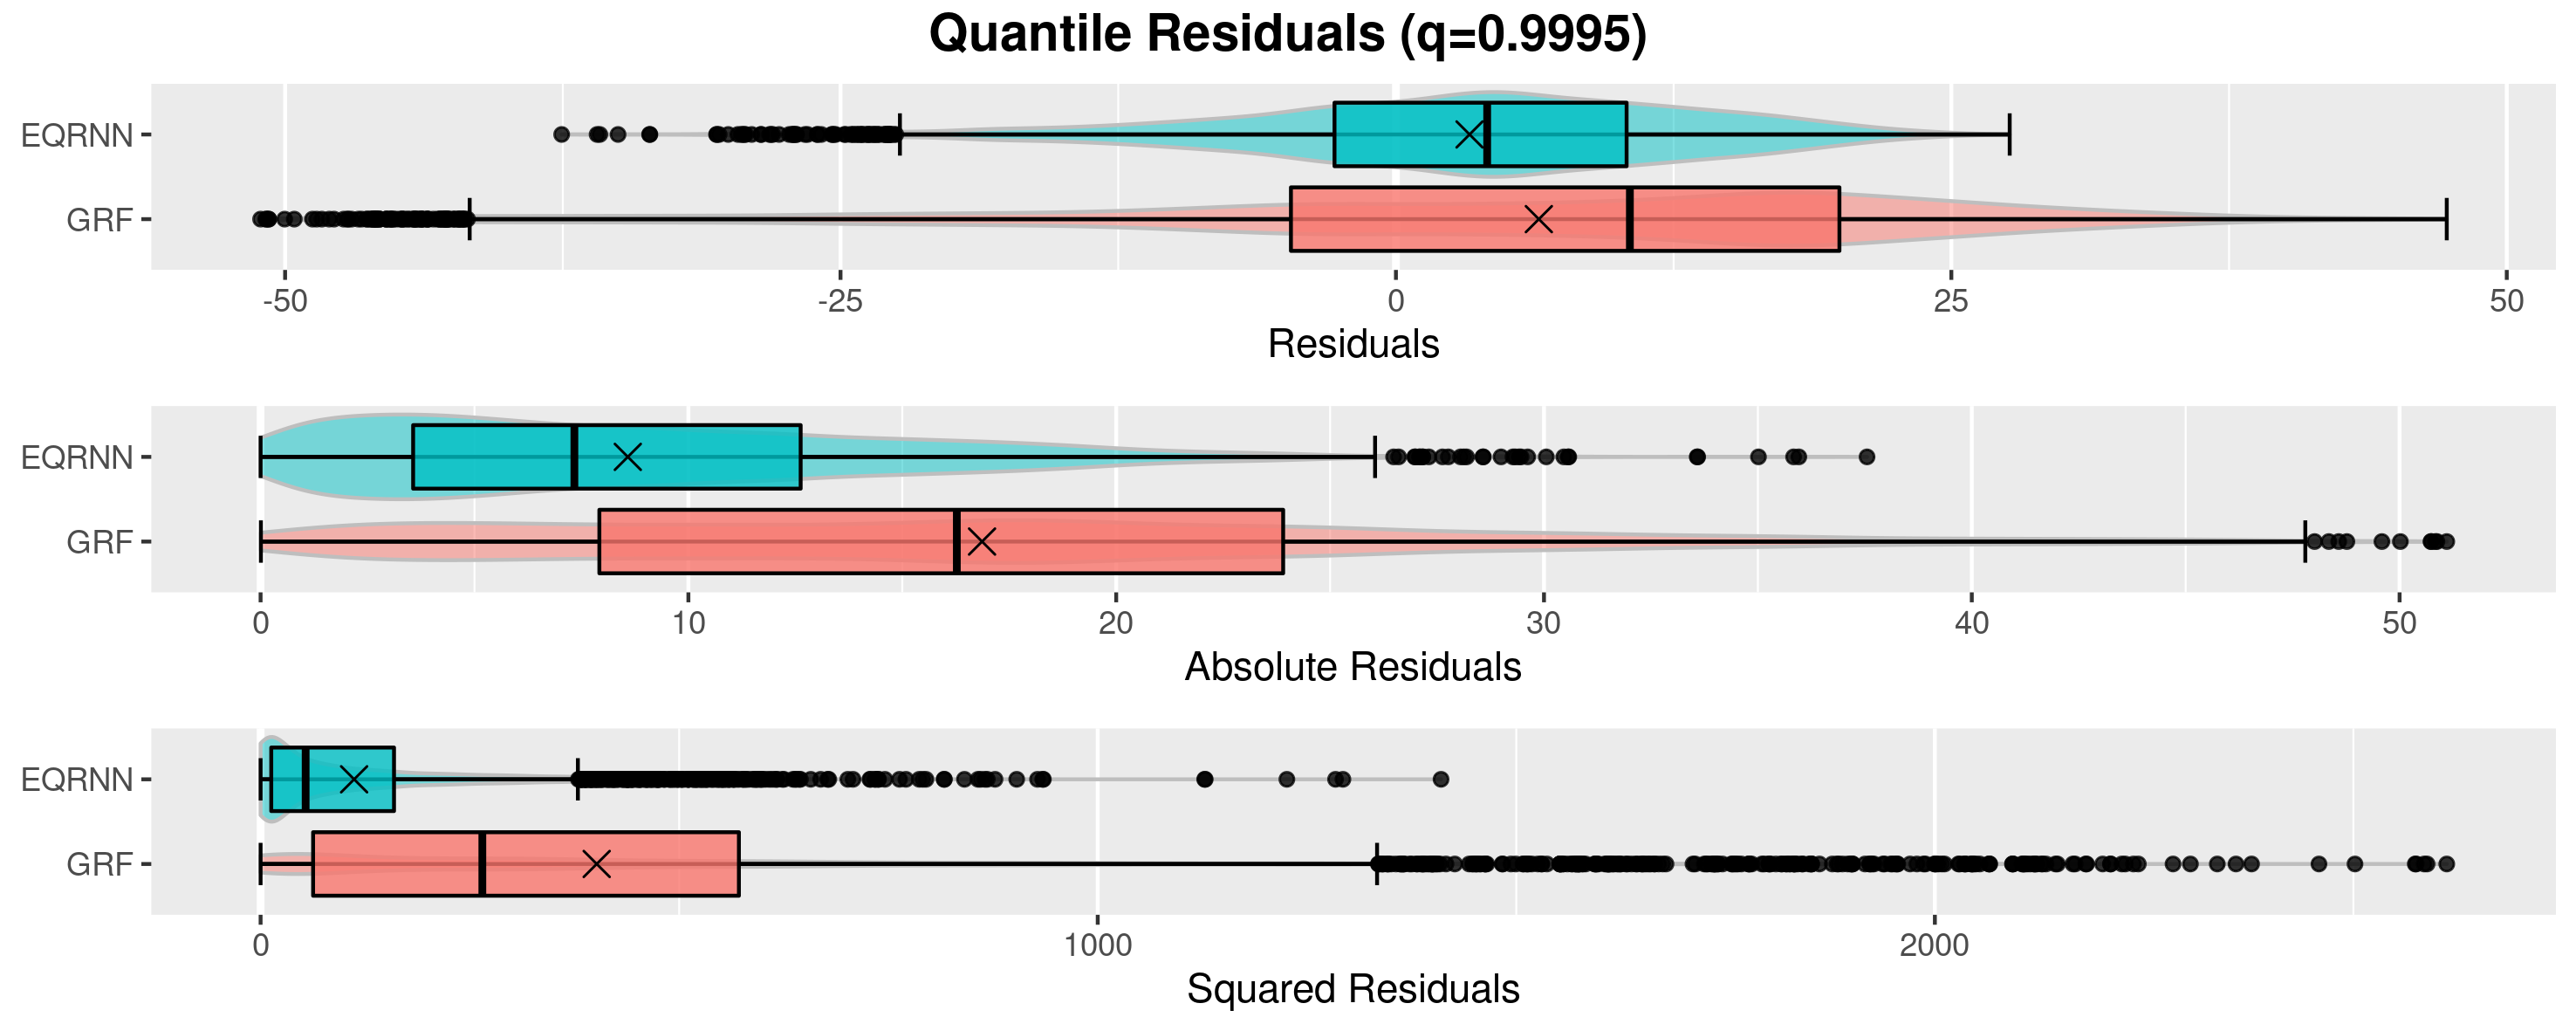 Quantile Residuals (q=0.9995)
EQRNN
GRF
-50 -25 0 25 50
Residuals
EQRNN
GRF
0 10 20 30 40 50
Absolute Residuals
EQRNN
GRF
0 1000 2000
Squared Residuals